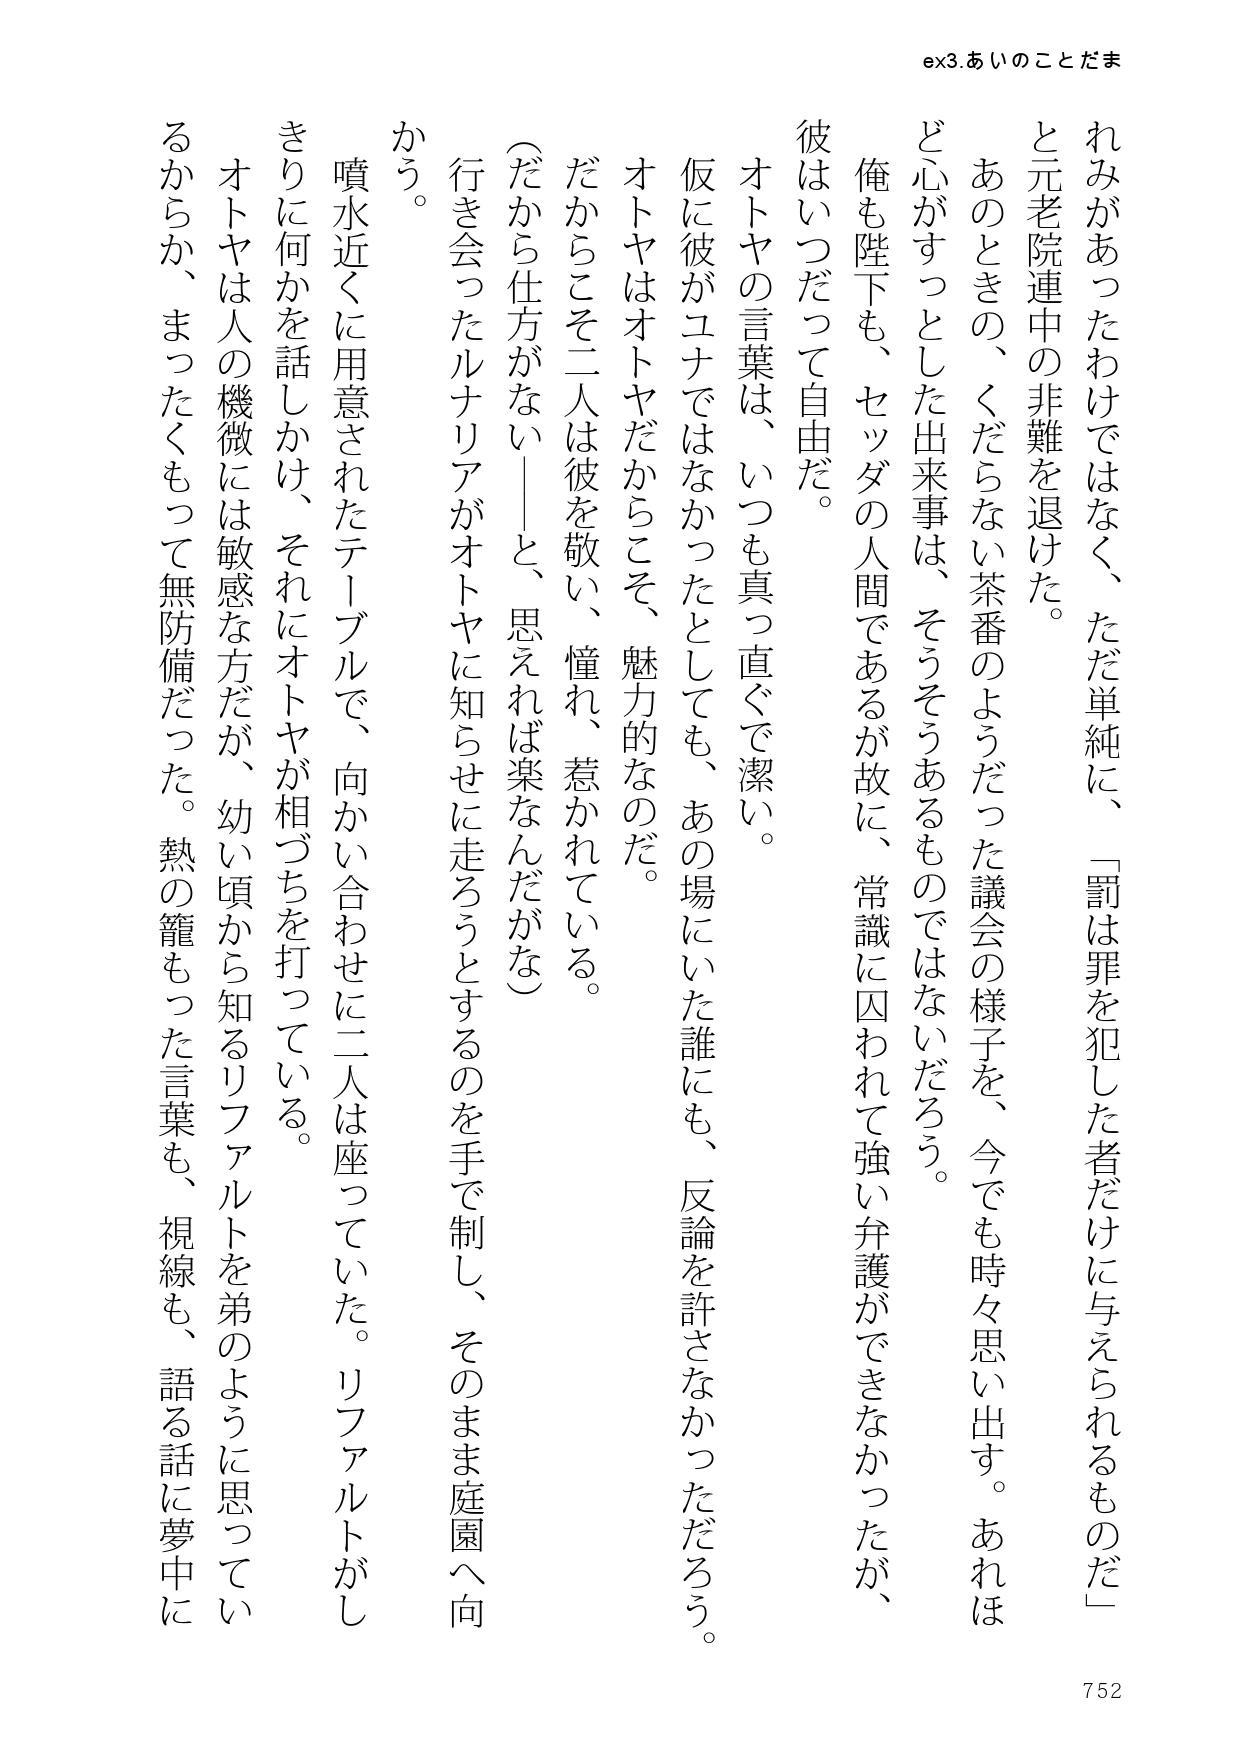 ex3.あいのことだま
れみがあったわけではなく、ただ単純に、「罰は罪を犯した者だけに与えられるものだ」
と元老院連中の非難を退けた。
　あのときの、くだらない茶番のようだった議会の様子を、今でも時々思い出す。あれほ
ど心がすっとした出来事は、そうそうあるものではないだろう。
　俺も陛下も、セッダの人間であるが故に、常識に囚われて強い弁護ができなかったが、
彼はいつだって自由だ。
　オトヤの言葉は、いつも真っ直ぐで潔い。
　仮に彼がユナではなかったとしても、あの場にいた誰にも、反論を許さなかっただろう。
　オトヤはオトヤだからこそ、魅力的なのだ。
　だからこそ二人は彼を敬い、憧れ、惹かれている。
（だから仕方がない――と、思えれば楽なんだがな）
　行き会ったルナリアがオトヤに知らせに走ろうとするのを手で制し、そのまま庭園へ向
かう。
　噴水近くに用意されたテーブルで、向かい合わせに二人は座っていた。リファルトがし
きりに何かを話しかけ、それにオトヤが相づちを打っている。
　オトヤは人の機微には敏感な方だが、幼い頃から知るリファルトを弟のように思ってい
るからか、まったくもって無防備だった。熱の籠もった言葉も、視線も、語る話に夢中に
752